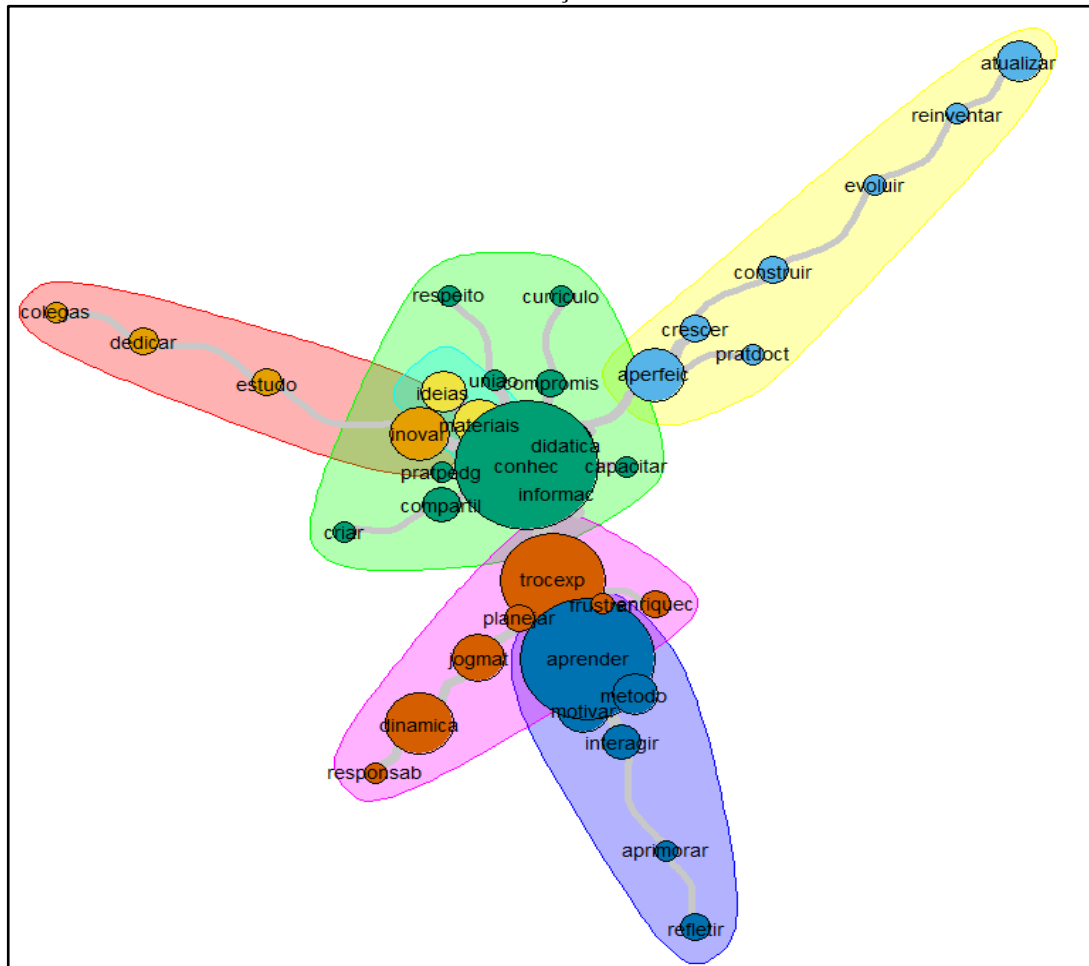 atualizar
reinventar
evoluir
construir
respeito
curriculo
colegas
crescer
dedicar
pratdoct
aperfeic
estudo
uniao
compromis
ideias
materiais
inovar
didatica
conhec
capacitar
pratpedg
informac
compartil
criar
trocexp
frustrar
enriquec
planejar
jogmat
aprender
metodo
motivar
dinamica
interagir
responsab
aprimorar
refletir